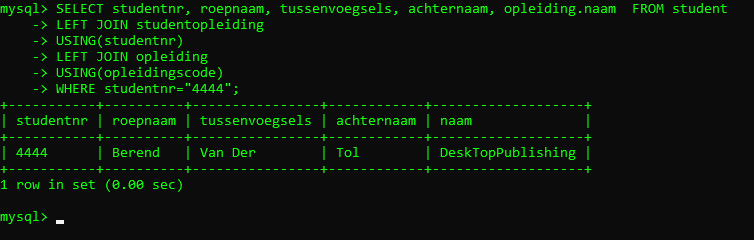 mysql> SELECT studentnr, roepnaam, tussenvoegsels, achternaam, opleiding.naam  FROM student
    -> LEFT JOIN studentopleiding
    -> USING(studentnr)
    -> LEFT JOIN opleiding
    -> USING(opleidingscode)
    -> WHERE studentnr="4444";
+-----------+----------+----------------+------------+-------------------+
| studentnr | roepnaam | tussenvoegsels | achternaam | naam              |
+-----------+----------+----------------+------------+-------------------+
| 4444      | Berend   | Van Der        | Tol        | DeskTopPublishing |
+-----------+----------+----------------+------------+-------------------+
1 row in set (0.00 sec)
mysql>